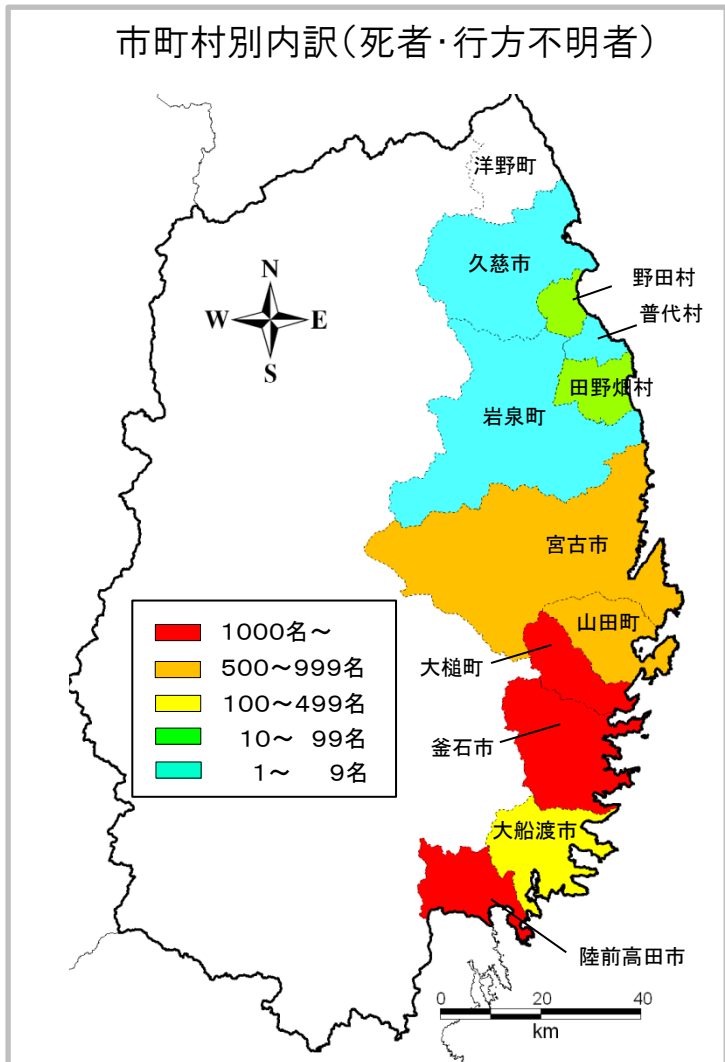 市町村別内訳（死者・行方不明者）
洋野町
久慈市
野田村
普代村
N
W E
S
田野畑村
岩泉町
宮古市
山田町
大槌町
釜石市
大船渡市
陸前高田市
1000名～
500～999名
100～499名
10～ 99名
1～ 9名
0 20 40
km